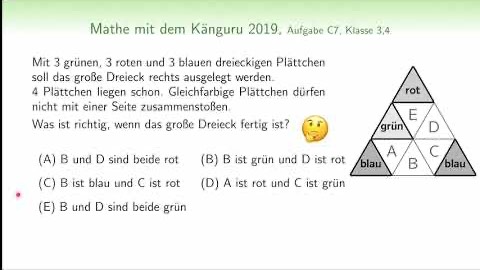 Mathe mit dem Känguru 2019, Aufgabe C7, Klasse 3,4
Mit 3 grünen, 3 roten und 3 blauen dreieckigen Plättchen
soll das große Dreieck rechts ausgelegt werden.
4 Plättchen liegen schon. Gleichfarbige Plättchen dürfen
nicht mit einer Seite zusammenstoßen.
Was ist richtig, wenn das große Dreieck fertig ist?
(A) B und D sind beide rot
(B) B ist grün und D ist rot
(C) B ist blau und C ist rot
(D) A ist rot und C ist grün
(E) B und D sind beide grün
rot
E
grün D
A C
blau B blau